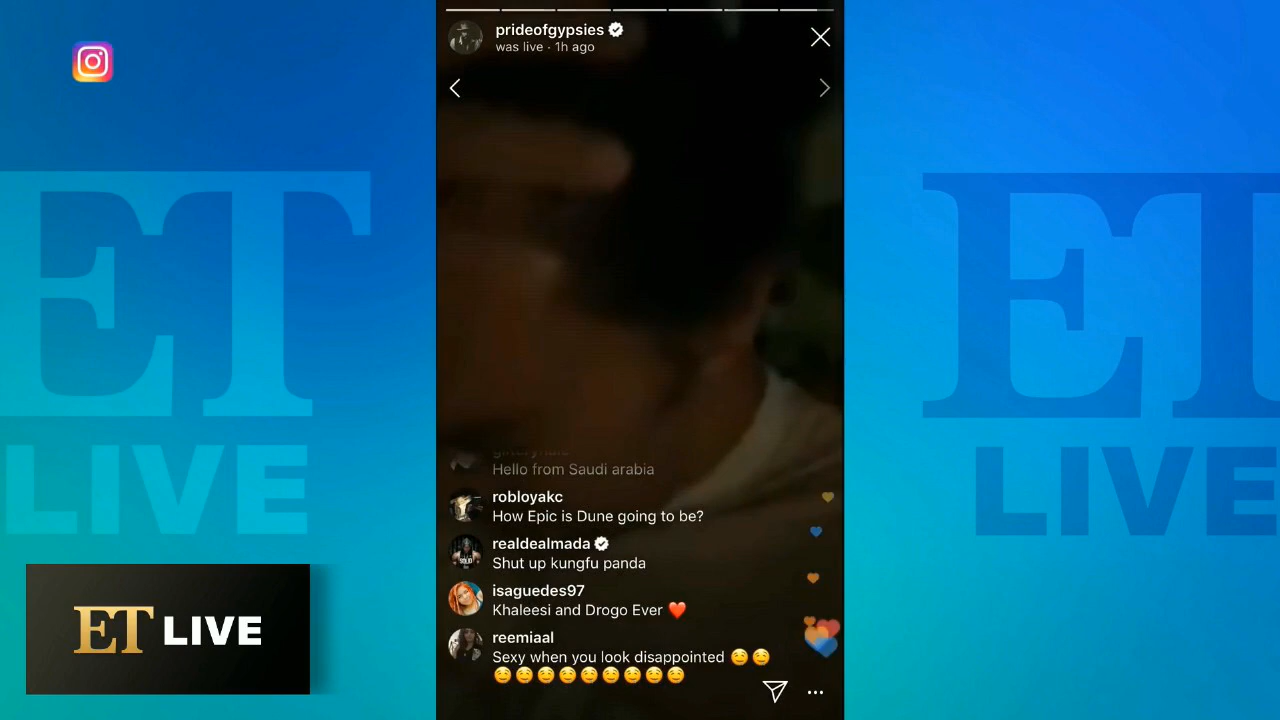 prideofgypsies
was live · 1h ago
ET
LIVE
ET
LIVE
Hello from Saudi arabia
robloyakc
How Epic is Dune going to be?
realdealmada
Shut up kungfu panda
isaguedes97
Khaleesi and Drogo Ever ❤️
reemiaal
Sexy when you look disappointed ☺️☺️
☺️☺️☺️☺️☺️☺️☺️☺️☺️
ET LIVE